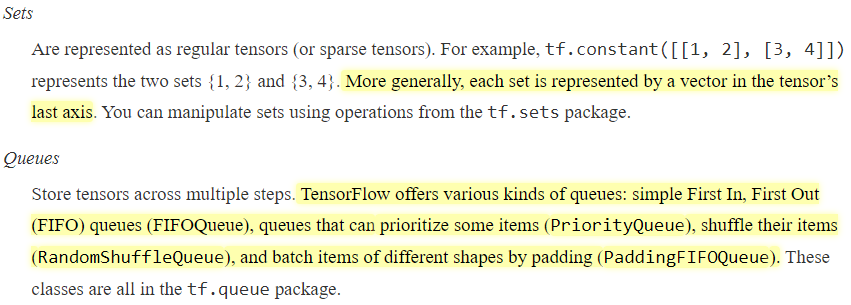 Sets
Are represented as regular tensors (or sparse tensors). For example, tf.constant([[1, 2], [3, 4]])
represents the two sets {1, 2} and {3, 4}. More generally, each set is represented by a vector in the tensor’s
last axis. You can manipulate sets using operations from the tf.sets package.
Queues
Store tensors across multiple steps. TensorFlow offers various kinds of queues: simple First In, First Out
(FIFO) queues (FIFOQueue), queues that can prioritize some items (PriorityQueue), shuffle their items
(RandomShuffleQueue), and batch items of different shapes by padding (PaddingFIFOQueue). These
classes are all in the tf.queue package.